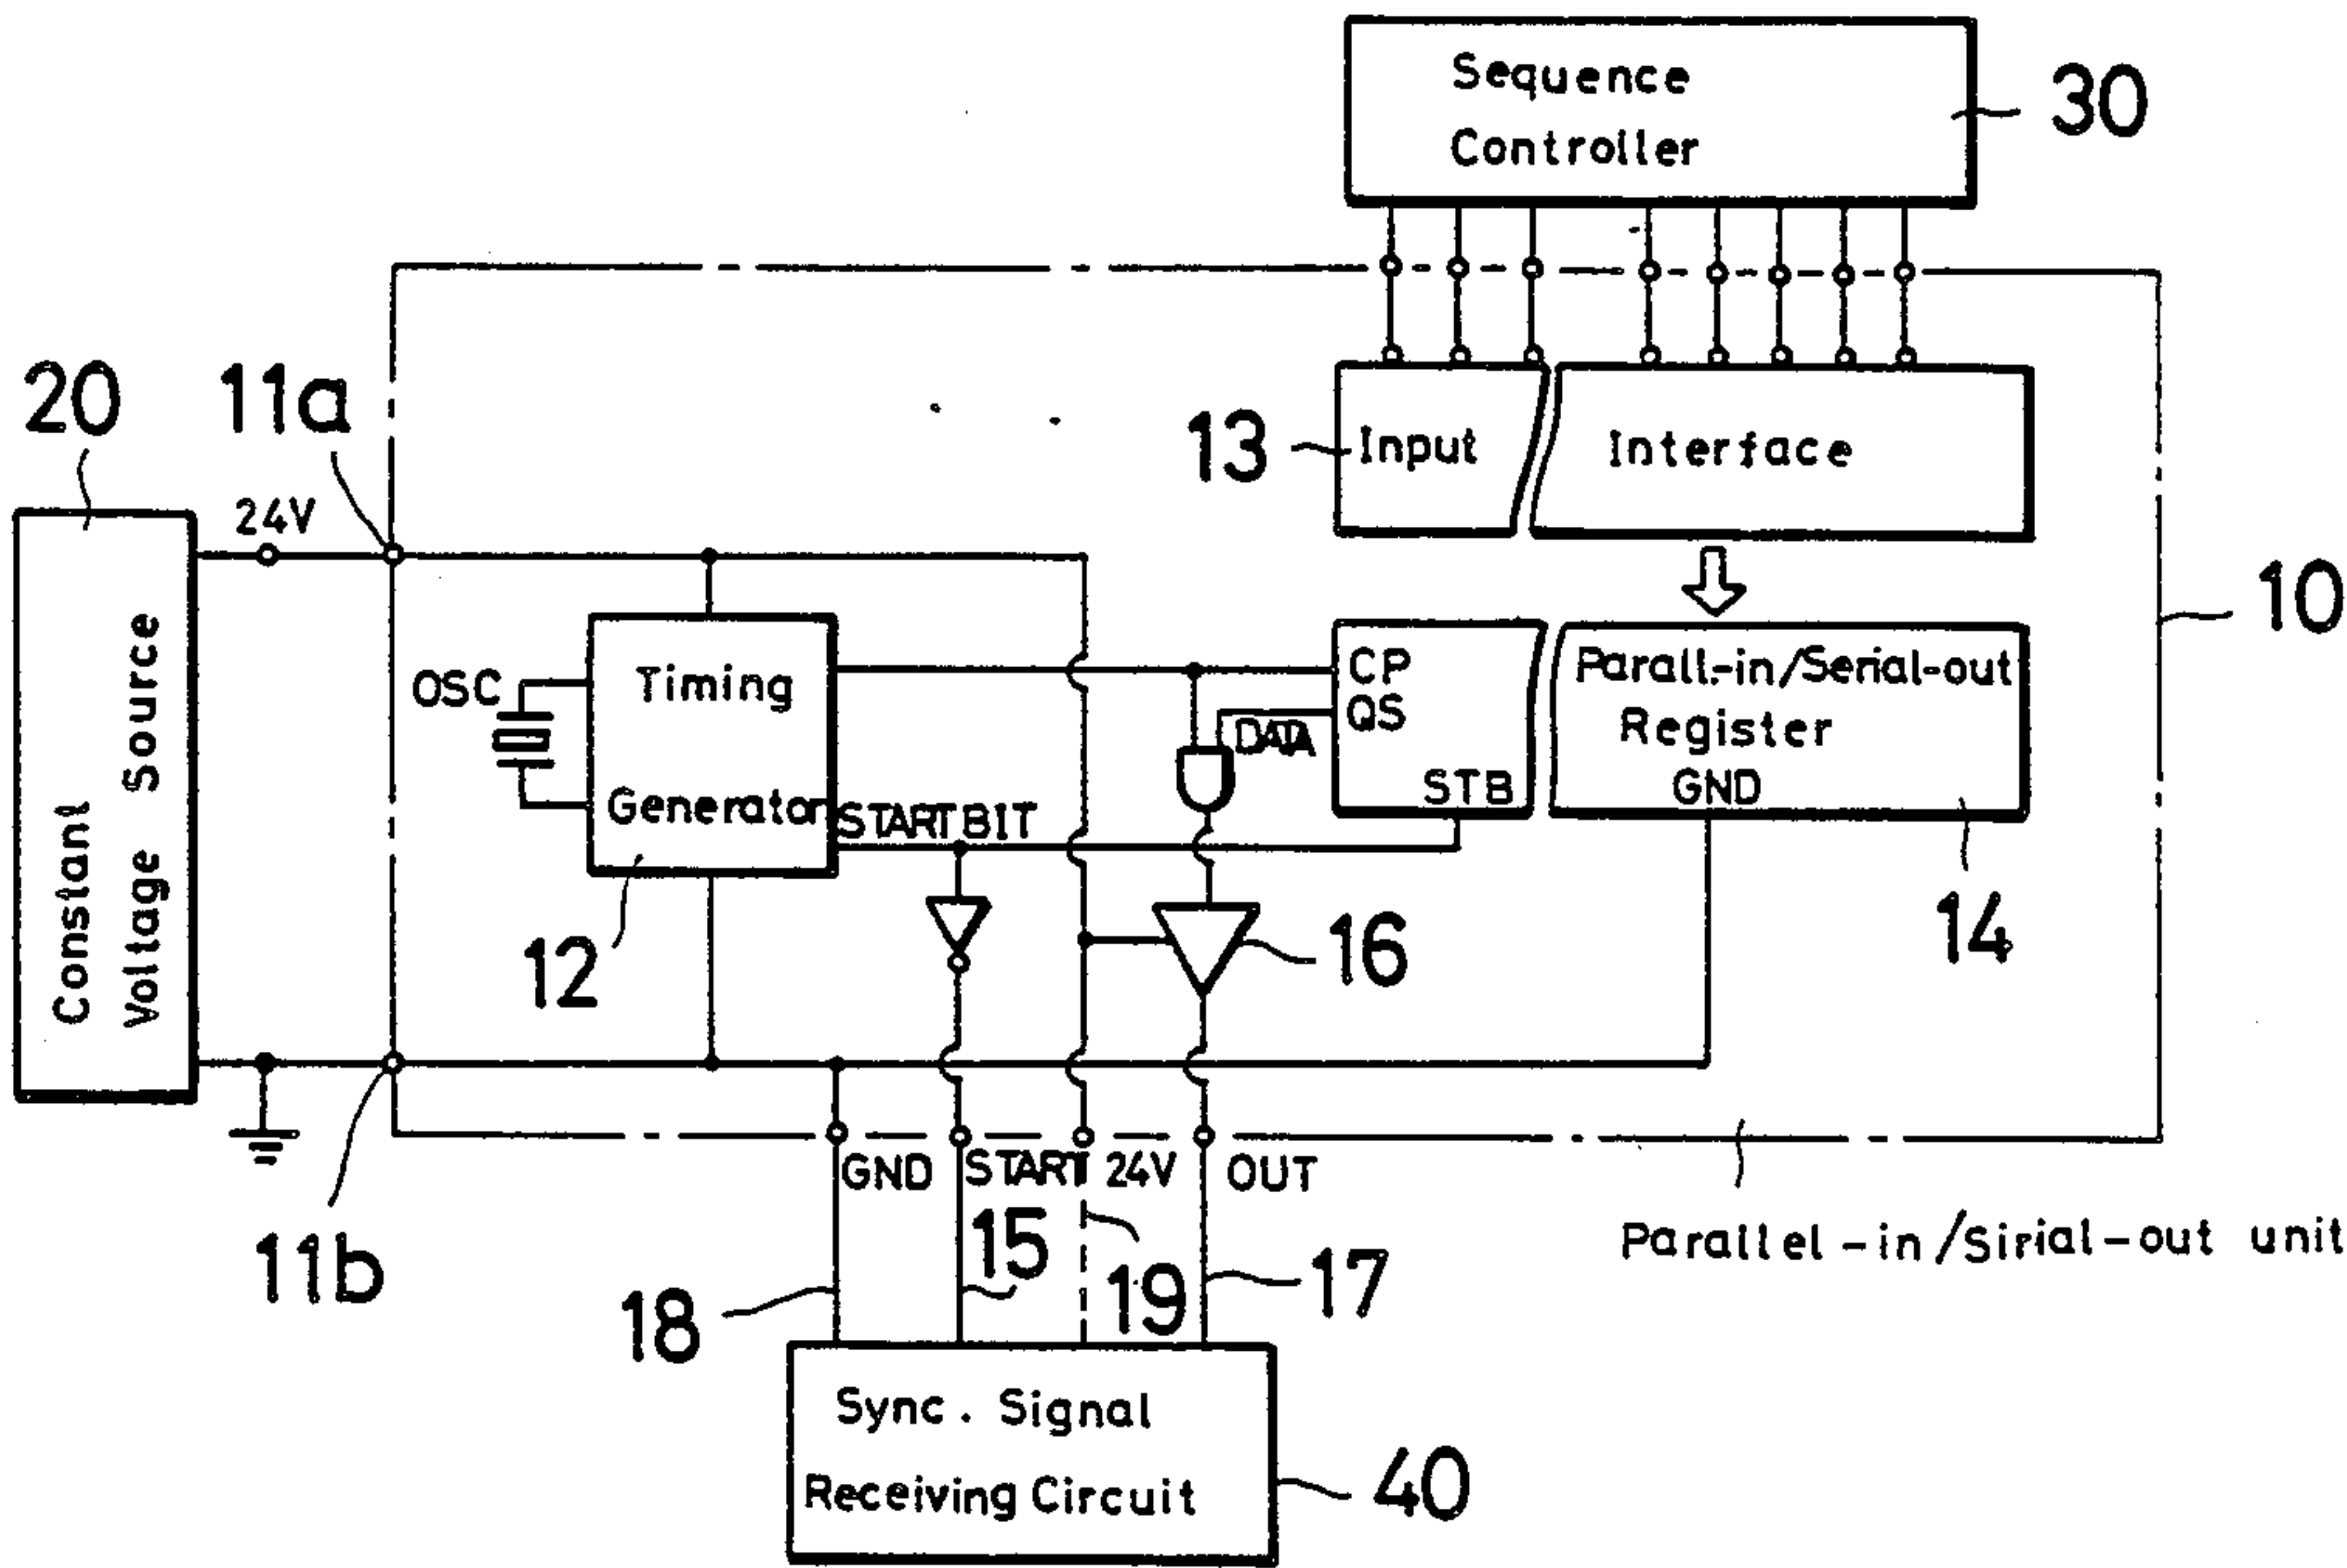 Sequence
Controller
30
20
11a
24V
13
Input
Interface
10
Constant
Voltage Source
OSC
Timing
Generator
START BIT
12
CP
QS
DATA
STB
Parall.-in/Serial-out
Register
GND
14
16
GND
START
24V
OUT
11b
18
15
19
17
Parallel-in/Sirial-out unit
Sync. Signal
Receiving Circuit
40